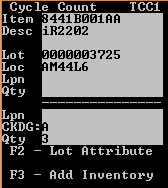 Cycle Count TCC1
Item 8441B001AA
Desc iR2202
Lot 0000003725
Loc AM44L6
Lpn
Qty
--------------------
Lpn
CKDG:A
Qty 3
F2 - Lot Attribute
F3 - Add Inventory